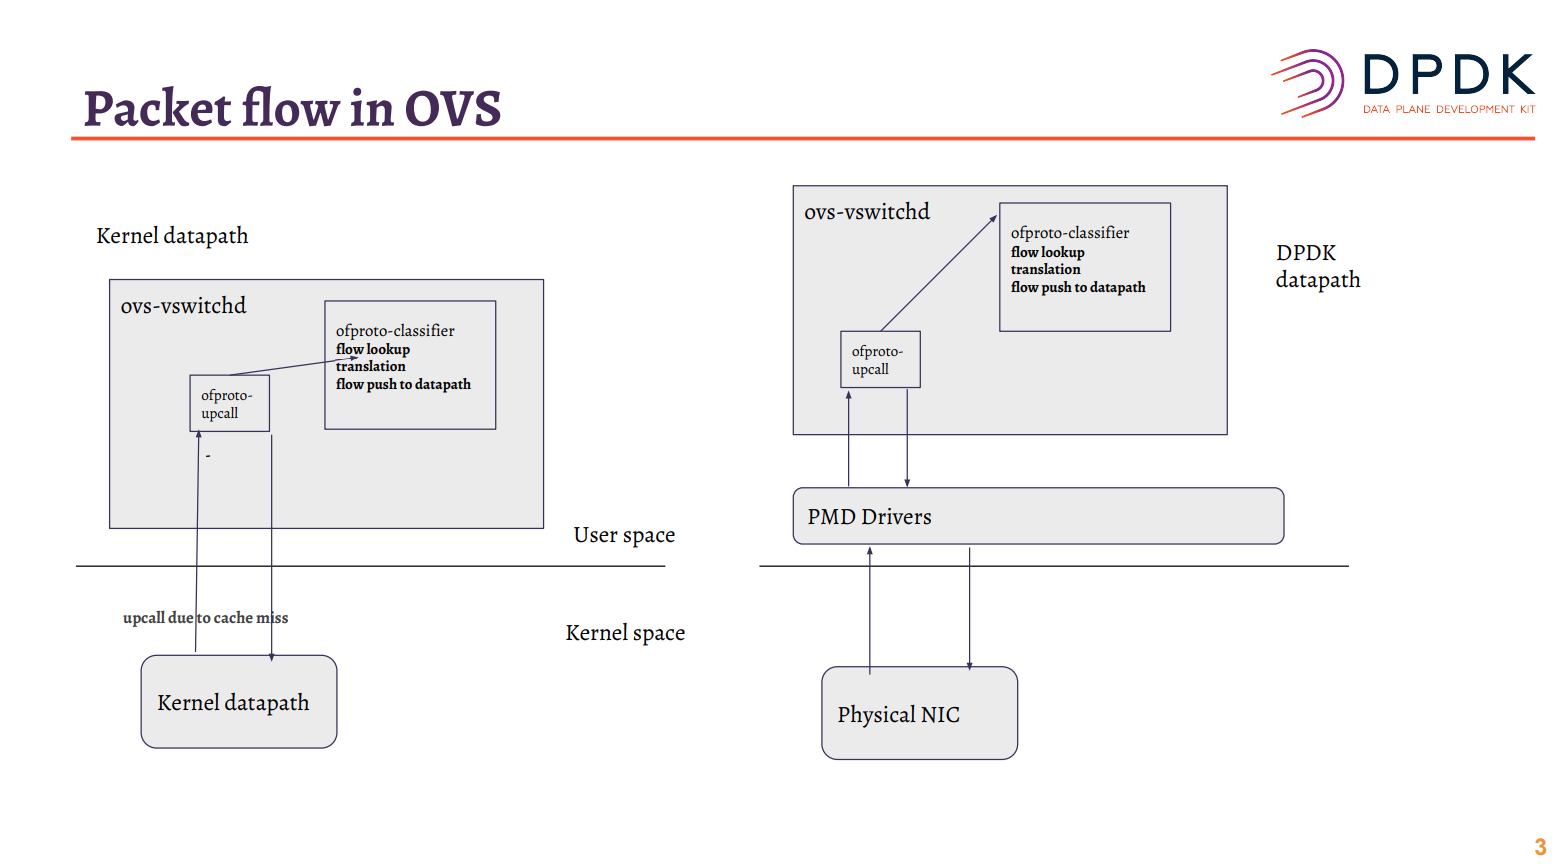 Packet flow in OVS
DPDK
DATA PLANE DEVELOPMENT KIT
Kernel datapath
ovs-vswitchd
ofproto-classifier
flow lookup
translation
flow push to datapath
ofproto-
upcall
-
User space
upcall due to cache miss
Kernel space
Kernel datapath
ovs-vswitchd
ofproto-classifier
flow lookup
translation
flow push to datapath
ofproto-
upcall
DPDK
datapath
PMD Drivers
Physical NIC
3